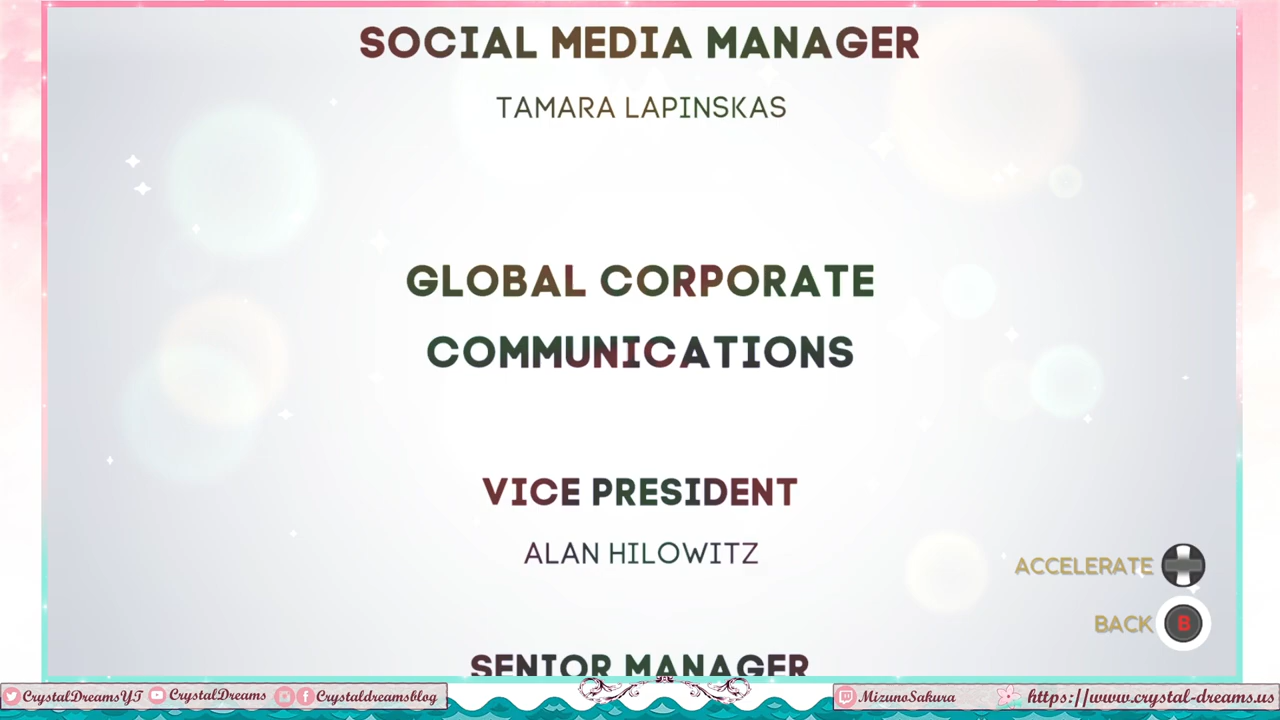 SOCIAL MEDIA MANAGER
TAMARA LAPINSKAS
GLOBAL CORPORATE
COMMUNICATIONS
VICE PRESIDENT
ALAN HILOWITZ
ACCELERATE
BACK B
SENIOR MANAGER
CrystalDreamsYT CrystalDreams Crystaldreamsblog MizunoSakura https://www.crystal-dreams.us